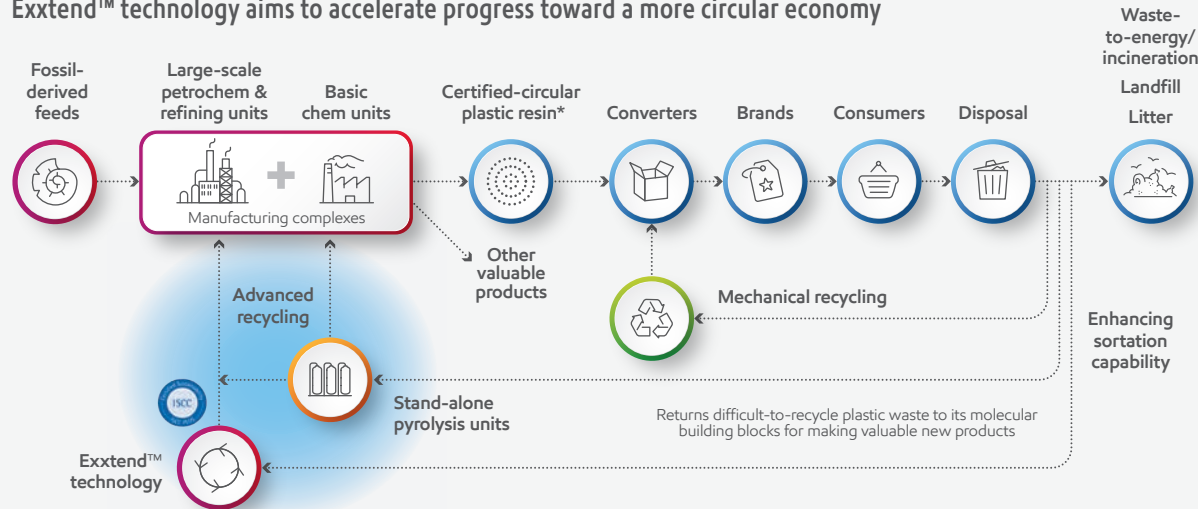 Exxtend™ technology aims to accelerate progress toward a more circular economy
Fossil-
derived
feeds
Large-scale
petrochem &
refining units
Basic
chem units
Certified-circular
plastic resin*
Converters
Brands
Consumers
Disposal
Waste-
to-energy/
incineration
Landfill
Litter
Manufacturing complexes
Other
valuable
products
Advanced
recycling
Mechanical recycling
Enhancing
sortation
capability
ISCC
Stand-alone
pyrolysis units
Returns difficult-to-recycle plastic waste to its molecular
building blocks for making valuable new products
Exxtend™
technology